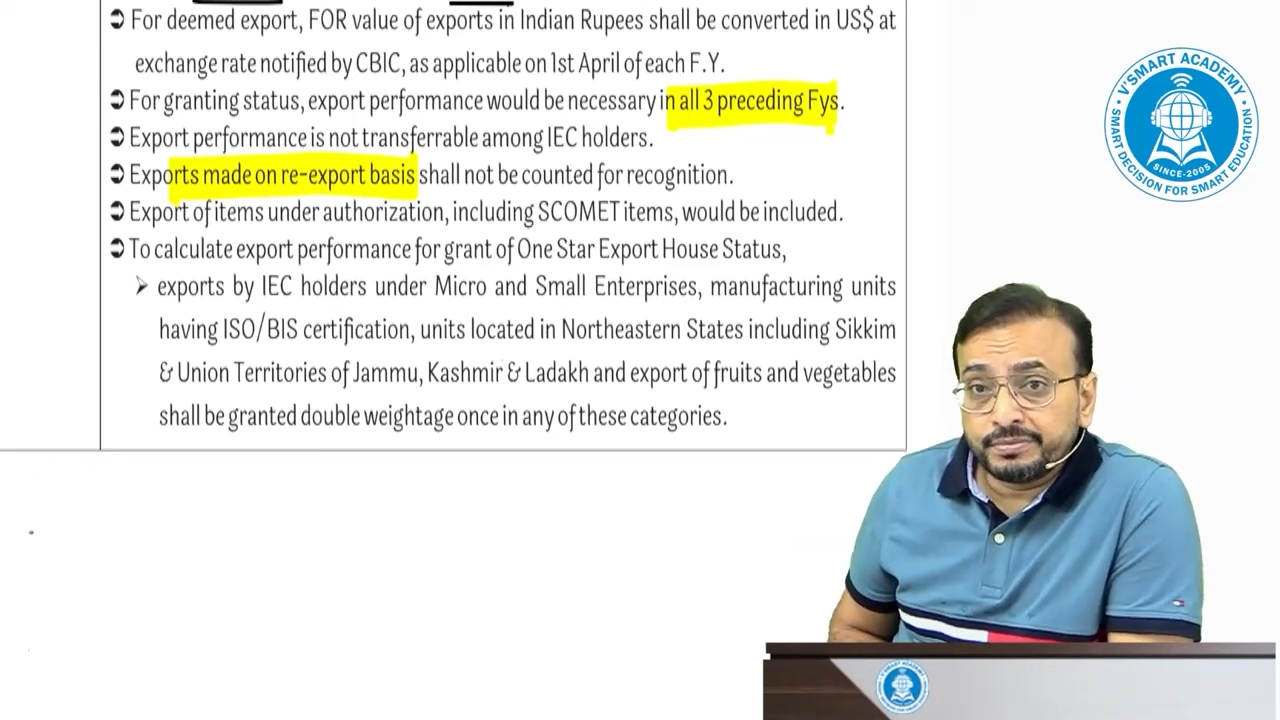 ➲ For deemed export, FOR value of exports in Indian Rupees shall be converted in US$ at
exchange rate notified by CBIC, as applicable on 1st April of each F.Y.
➲ For granting status, export performance would be necessary in all 3 preceding Fys.
➲ Export performance is not transferrable among IEC holders.
➲ Exports made on re-export basis shall not be counted for recognition.
➲ Export of items under authorization, including SCOMET items, would be included.
➲ To calculate export performance for grant of One Star Export House Status,
➢ exports by IEC holders under Micro and Small Enterprises, manufacturing units
having ISO/BIS certification, units located in Northeastern States including Sikkim
& Union Territories of Jammu, Kashmir & Ladakh and export of fruits and vegetables
shall be granted double weightage once in any of these categories.
V'SMART ACADEMY
SINCE-2005
SMART DECISION FOR SMART EDUCATION